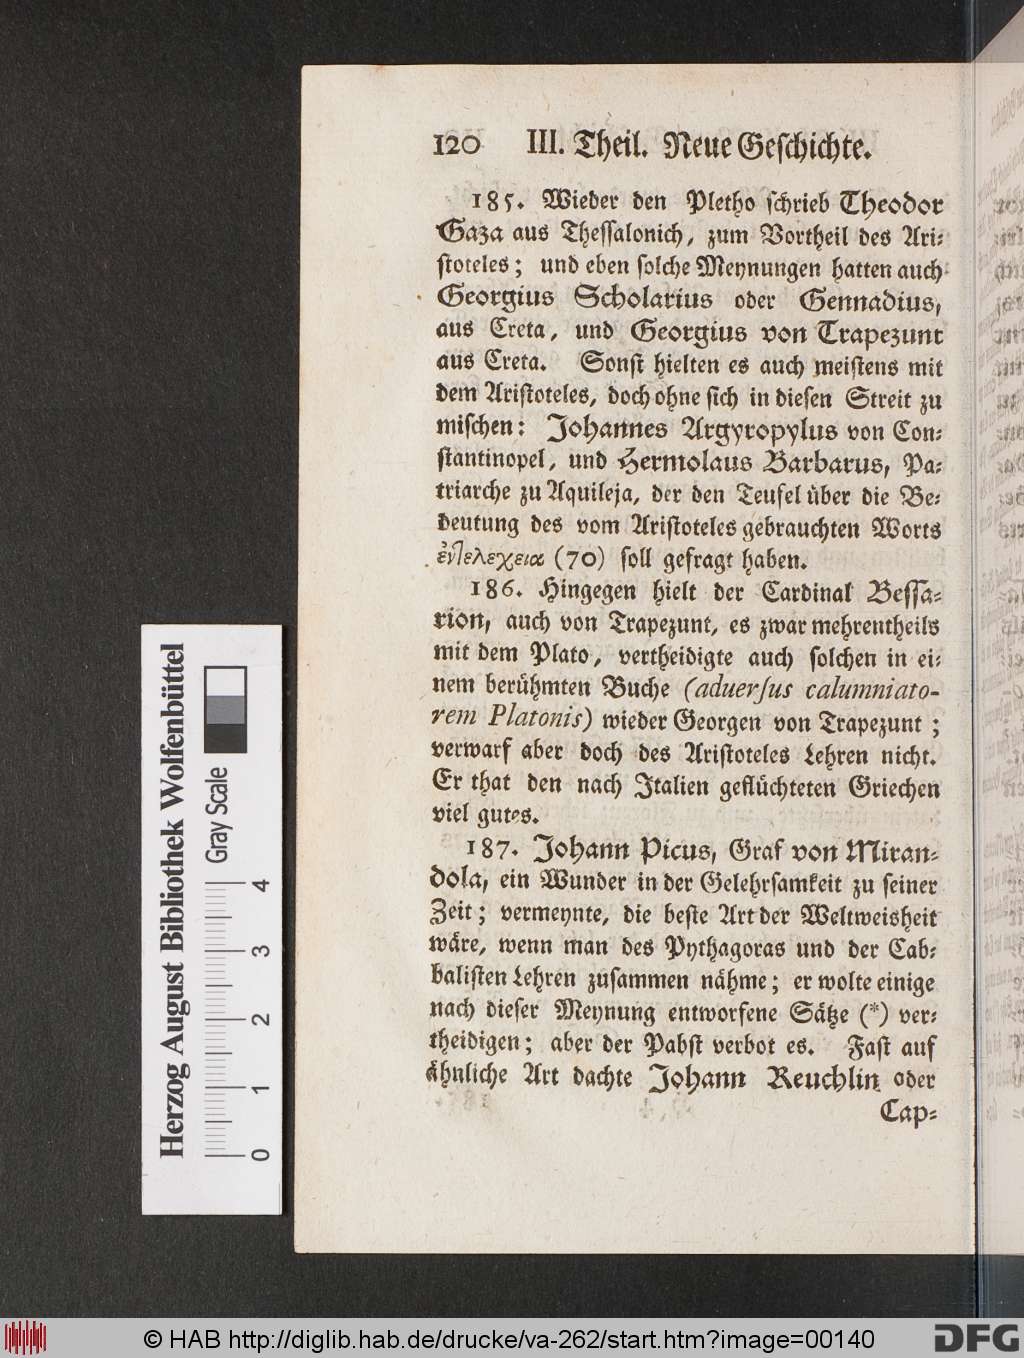 120 III. Theil. Neue Geschichte.
185. Wieder den Pletho schrieb Theodor
Gaza aus Thessalonich, zum Vortheil des Ari-
stoteles; und eben solche Meynungen hatten auch
Georgius Scholarius oder Gennadius,
aus Creta, und Georgius von Trapezunt
aus Creta. Sonst hielten es auch meistens mit
dem Aristoteles, doch ohne sich in diesen Streit zu
mischen: Johannes Argyropylus von Con-
stantinopel, und Hermolaus Barbarus, Pa-
triarche zu Aquileja, der den Teufel über die Be-
deutung des vom Aristoteles gebrauchten Worts
ἐντελεχεια (70) soll gefragt haben.
186. Hingegen hielt der Cardinal Bessa-
rion, auch von Trapezunt, es zwar mehrentheils
mit dem Plato, vertheidigte auch solchen in ei-
nem berühmten Buche (aduersus calumniato-
rem Platonis) wieder Georgen von Trapezunt;
verwarf aber doch des Aristoteles Lehren nicht.
Er that den nach Italien geflüchteten Griechen
viel gutes.
187. Johann Picus, Graf von Miran-
dola, ein Wunder in der Gelehrsamkeit zu seiner
Zeit; vermeynte, die beste Art der Weltweisheit
wäre, wenn man des Pythagoras und der Cab-
balisten Lehren zusammen nähme; er wolte einige
nach dieser Meynung entworfene Sätze (*) ver-
theidigen; aber der Pabst verbot es. Fast auf
ähnliche Art dachte Johann Reuchlin oder
Cap-
Herzog August Bibliothek Wolfenbüttel
Gray Scale
0 1 2 3 4
© HAB http://diglib.hab.de/drucke/va-262/start.htm?image=00140
DFG